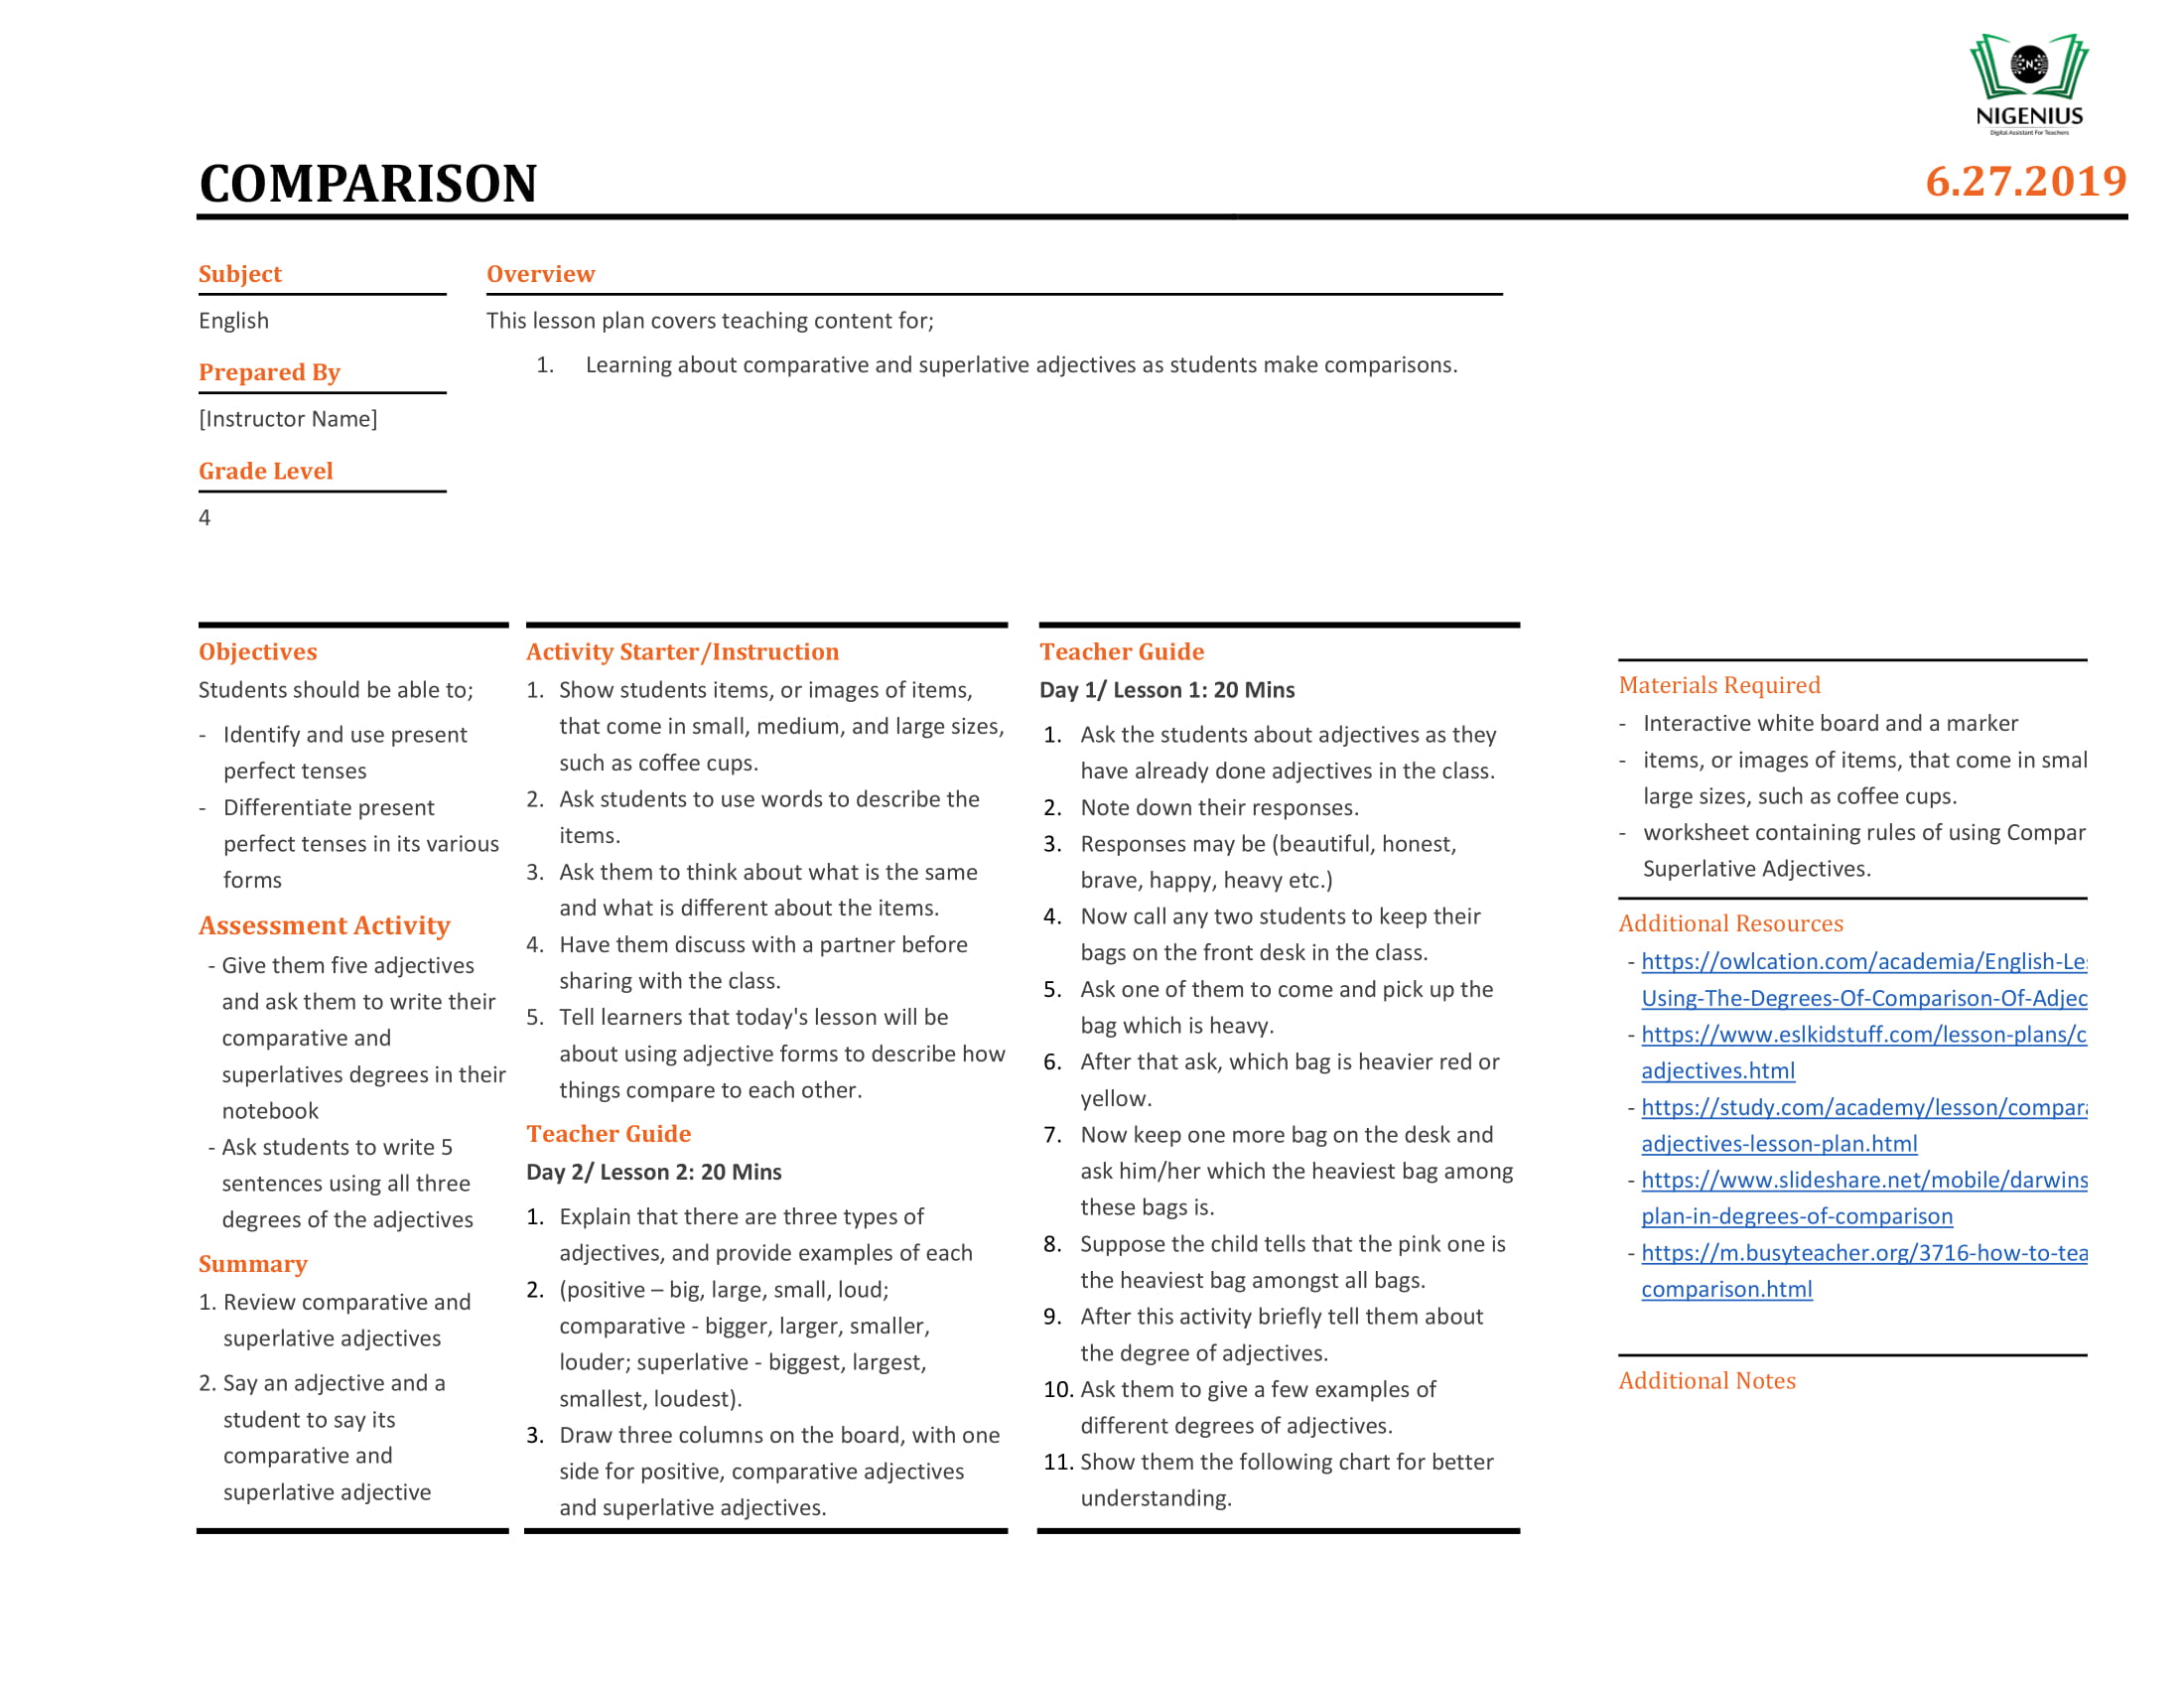 NIGENIUS
Digital Assistant For Teachers
COMPARISON
6.27.2019
Subject
English
Prepared By
[Instructor Name]
Grade Level
4
Overview
This lesson plan covers teaching content for;
1. Learning about comparative and superlative adjectives as students make comparisons.
Objectives
Students should be able to;
- Identify and use present
perfect tenses
- Differentiate present
perfect tenses in its various
forms
Assessment Activity
- Give them five adjectives
and ask them to write their
comparative and
superlatives degrees in their
notebook
- Ask students to write 5
sentences using all three
degrees of the adjectives
Summary
1. Review comparative and
superlative adjectives
2. Say an adjective and a
student to say its
comparative and
superlative adjective
Activity Starter/Instruction
1. Show students items, or images of items,
that come in small, medium, and large sizes,
such as coffee cups.
2. Ask students to use words to describe the
items.
3. Ask them to think about what is the same
and what is different about the items.
4. Have them discuss with a partner before
sharing with the class.
5. Tell learners that today's lesson will be
about using adjective forms to describe how
things compare to each other.
Teacher Guide
Day 2/ Lesson 2: 20 Mins
1. Explain that there are three types of
adjectives, and provide examples of each
2. (positive – big, large, small, loud;
comparative - bigger, larger, smaller,
louder; superlative - biggest, largest,
smallest, loudest).
3. Draw three columns on the board, with one
side for positive, comparative adjectives
and superlative adjectives.
Teacher Guide
Day 1/ Lesson 1: 20 Mins
1. Ask the students about adjectives as they
have already done adjectives in the class.
2. Note down their responses.
3. Responses may be (beautiful, honest,
brave, happy, heavy etc.)
4. Now call any two students to keep their
bags on the front desk in the class.
5. Ask one of them to come and pick up the
bag which is heavy.
6. After that ask, which bag is heavier red or
yellow.
7. Now keep one more bag on the desk and
ask him/her which the heaviest bag among
these bags is.
8. Suppose the child tells that the pink one is
the heaviest bag amongst all bags.
9. After this activity briefly tell them about
the degree of adjectives.
10. Ask them to give a few examples of
different degrees of adjectives.
11. Show them the following chart for better
understanding.
Materials Required
- Interactive white board and a marker
- items, or images of items, that come in smal
large sizes, such as coffee cups.
- worksheet containing rules of using Compar
Superlative Adjectives.
Additional Resources
- https://owlcation.com/academia/English-Le
Using-The-Degrees-Of-Comparison-Of-Adjec
- https://www.eslkidstuff.com/lesson-plans/c
adjectives.html
- https://study.com/academy/lesson/compar
adjectives-lesson-plan.html
- https://www.slideshare.net/mobile/darwins
plan-in-degrees-of-comparison
- https://m.busyteacher.org/3716-how-to-tea
comparison.html
Additional Notes